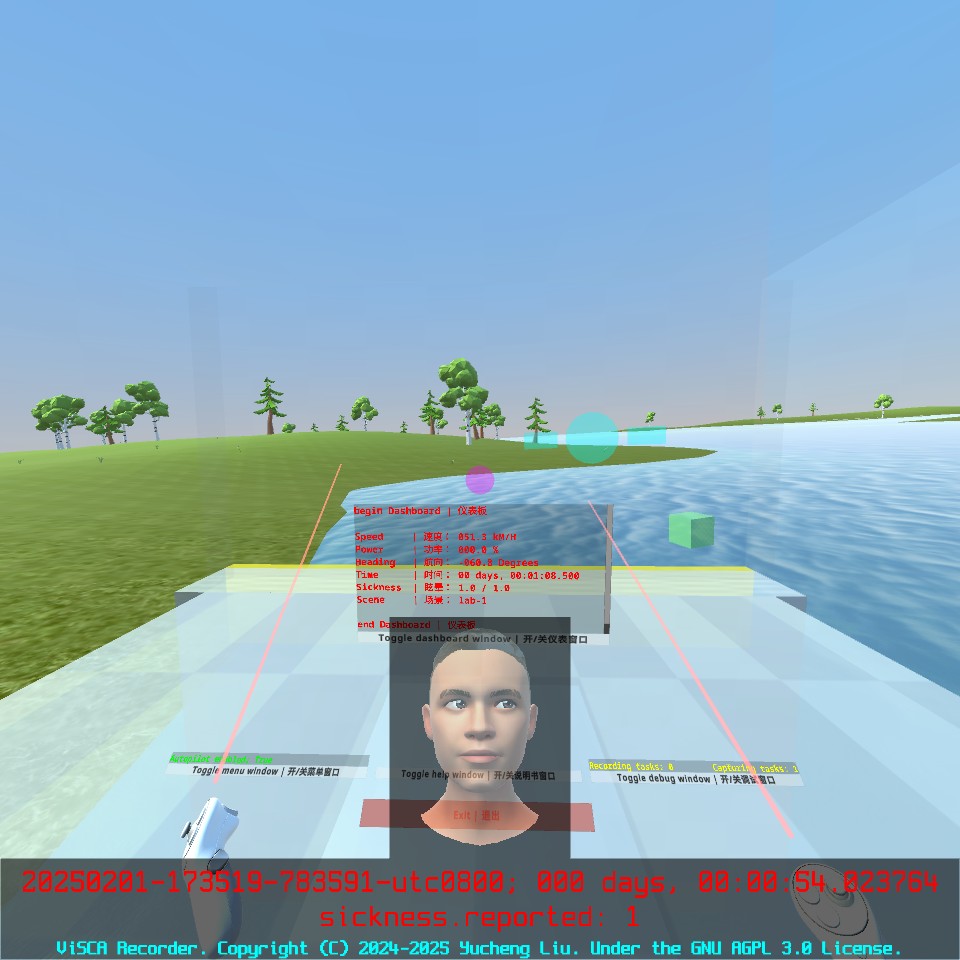 begin Dashboard | 仪表板
Speed | 速度: 051.3 kM/H
Power | 功率: 800.0 %
Heading | 航向: -060.8 Degrees
Time | 时间: 00 days, 00:01:08.500
Sickness | 眩晕: 1.0 / 1.0
Scene | 场景: lab-1
end Dashboard | 仪表板
Toggle dashboard window | 开/关仪表窗口
True
Toggle menu window | 开/关菜单窗口
Toggle help window | 开/关说明书窗口
Recording tasks: 0 Capturing tasks: 1
Toggle debug window | 开/关调试窗口
Exit | 退出
20250201-173519-783591-utc0800; 000 days, 00:00:54.023764
sickness.reported: 1
ViSCA Recorder. Copyright (C) 2024-2025 Yucheng Liu. Under the GNU AGPL 3.0 License.